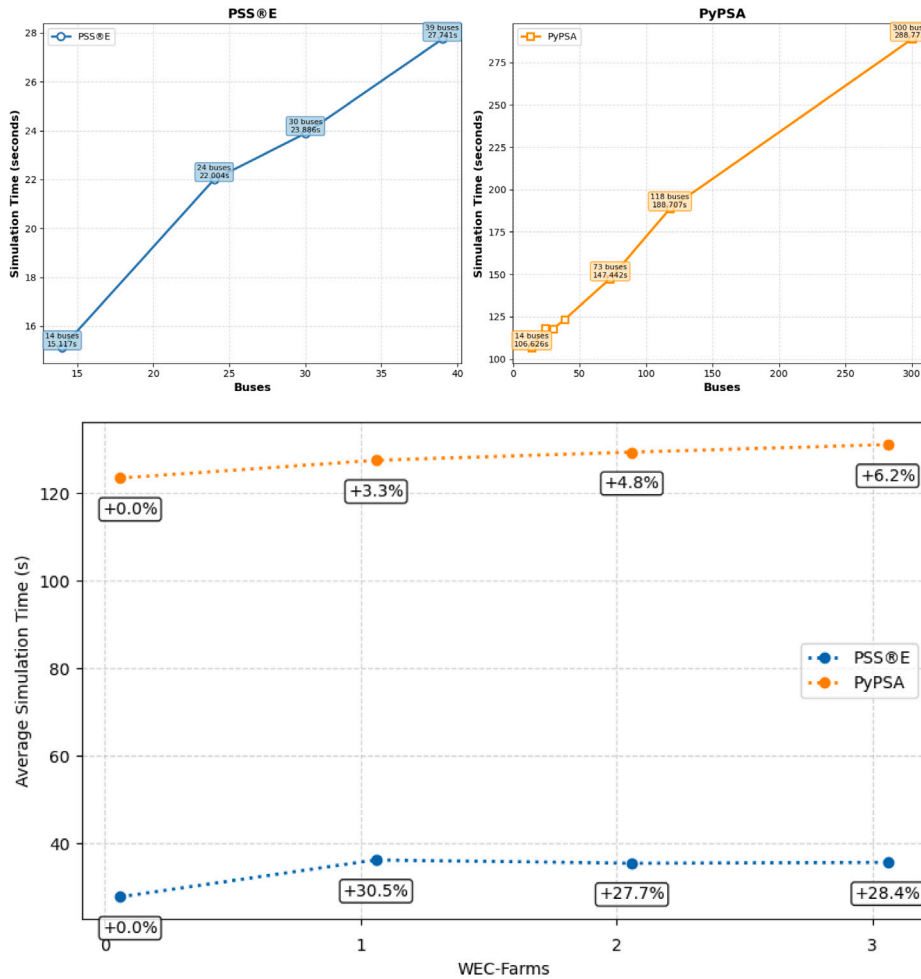 PSS®E
PSS®E
Simulation Time (seconds)
28
26
24
22
20
18
16
39 buses
27.741s
30 buses
23.886s
24 buses
22.004s
14 buses
15.117s
15
20
25
30
35
40
Buses
PyPSA
PyPSA
Simulation Time (seconds)
275
250
225
200
175
150
125
100
300 bus
288.77
118 buses
188.707s
73 buses
147.442s
14 buses
106.626s
0
50
100
150
200
250
300
Buses
Average Simulation Time (s)
120
100
80
60
40
+0.0%
+3.3%
+4.8%
+6.2%
PSS®E
PyPSA
+0.0%
+30.5%
+27.7%
+28.4%
0
1
2
3
WEC-Farms